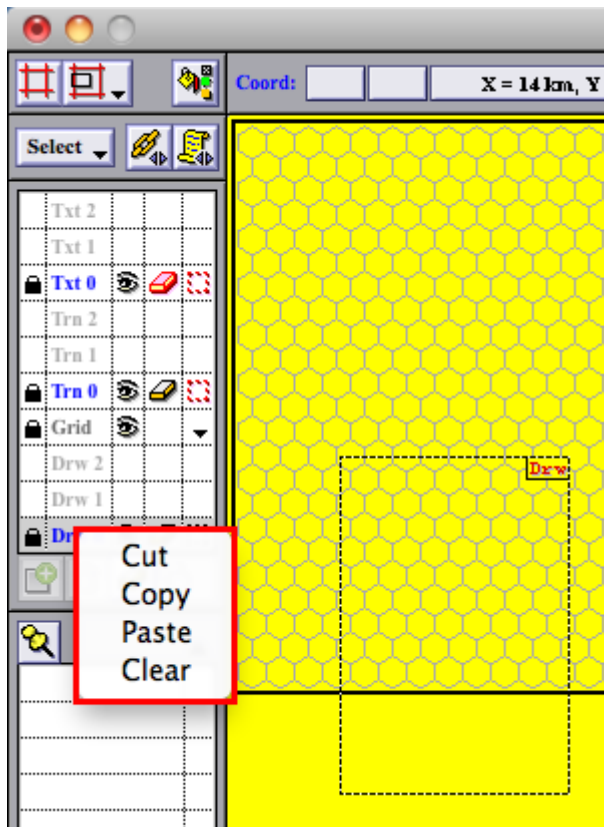 Coord:
X = 14 km, Y
Select
Txt 2
Txt 1
Txt 0
Trn 2
Trn 1
Trn 0
Grid
Drw 2
Drw 1
Drw
Cut
Copy
Paste
Clear